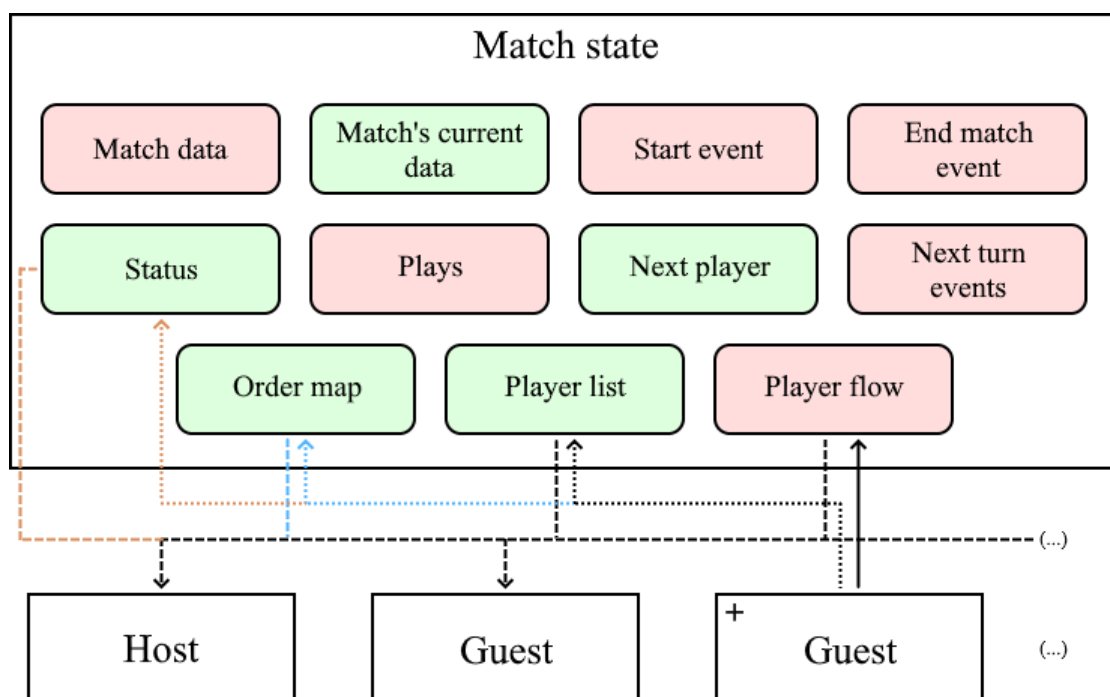 Match state
Match data
Match's current
data
Start event
End match
event
Status
Plays
Next player
Next turn
events
Order map
Player list
Player flow
(...)
+
Host
Guest
Guest
(...)